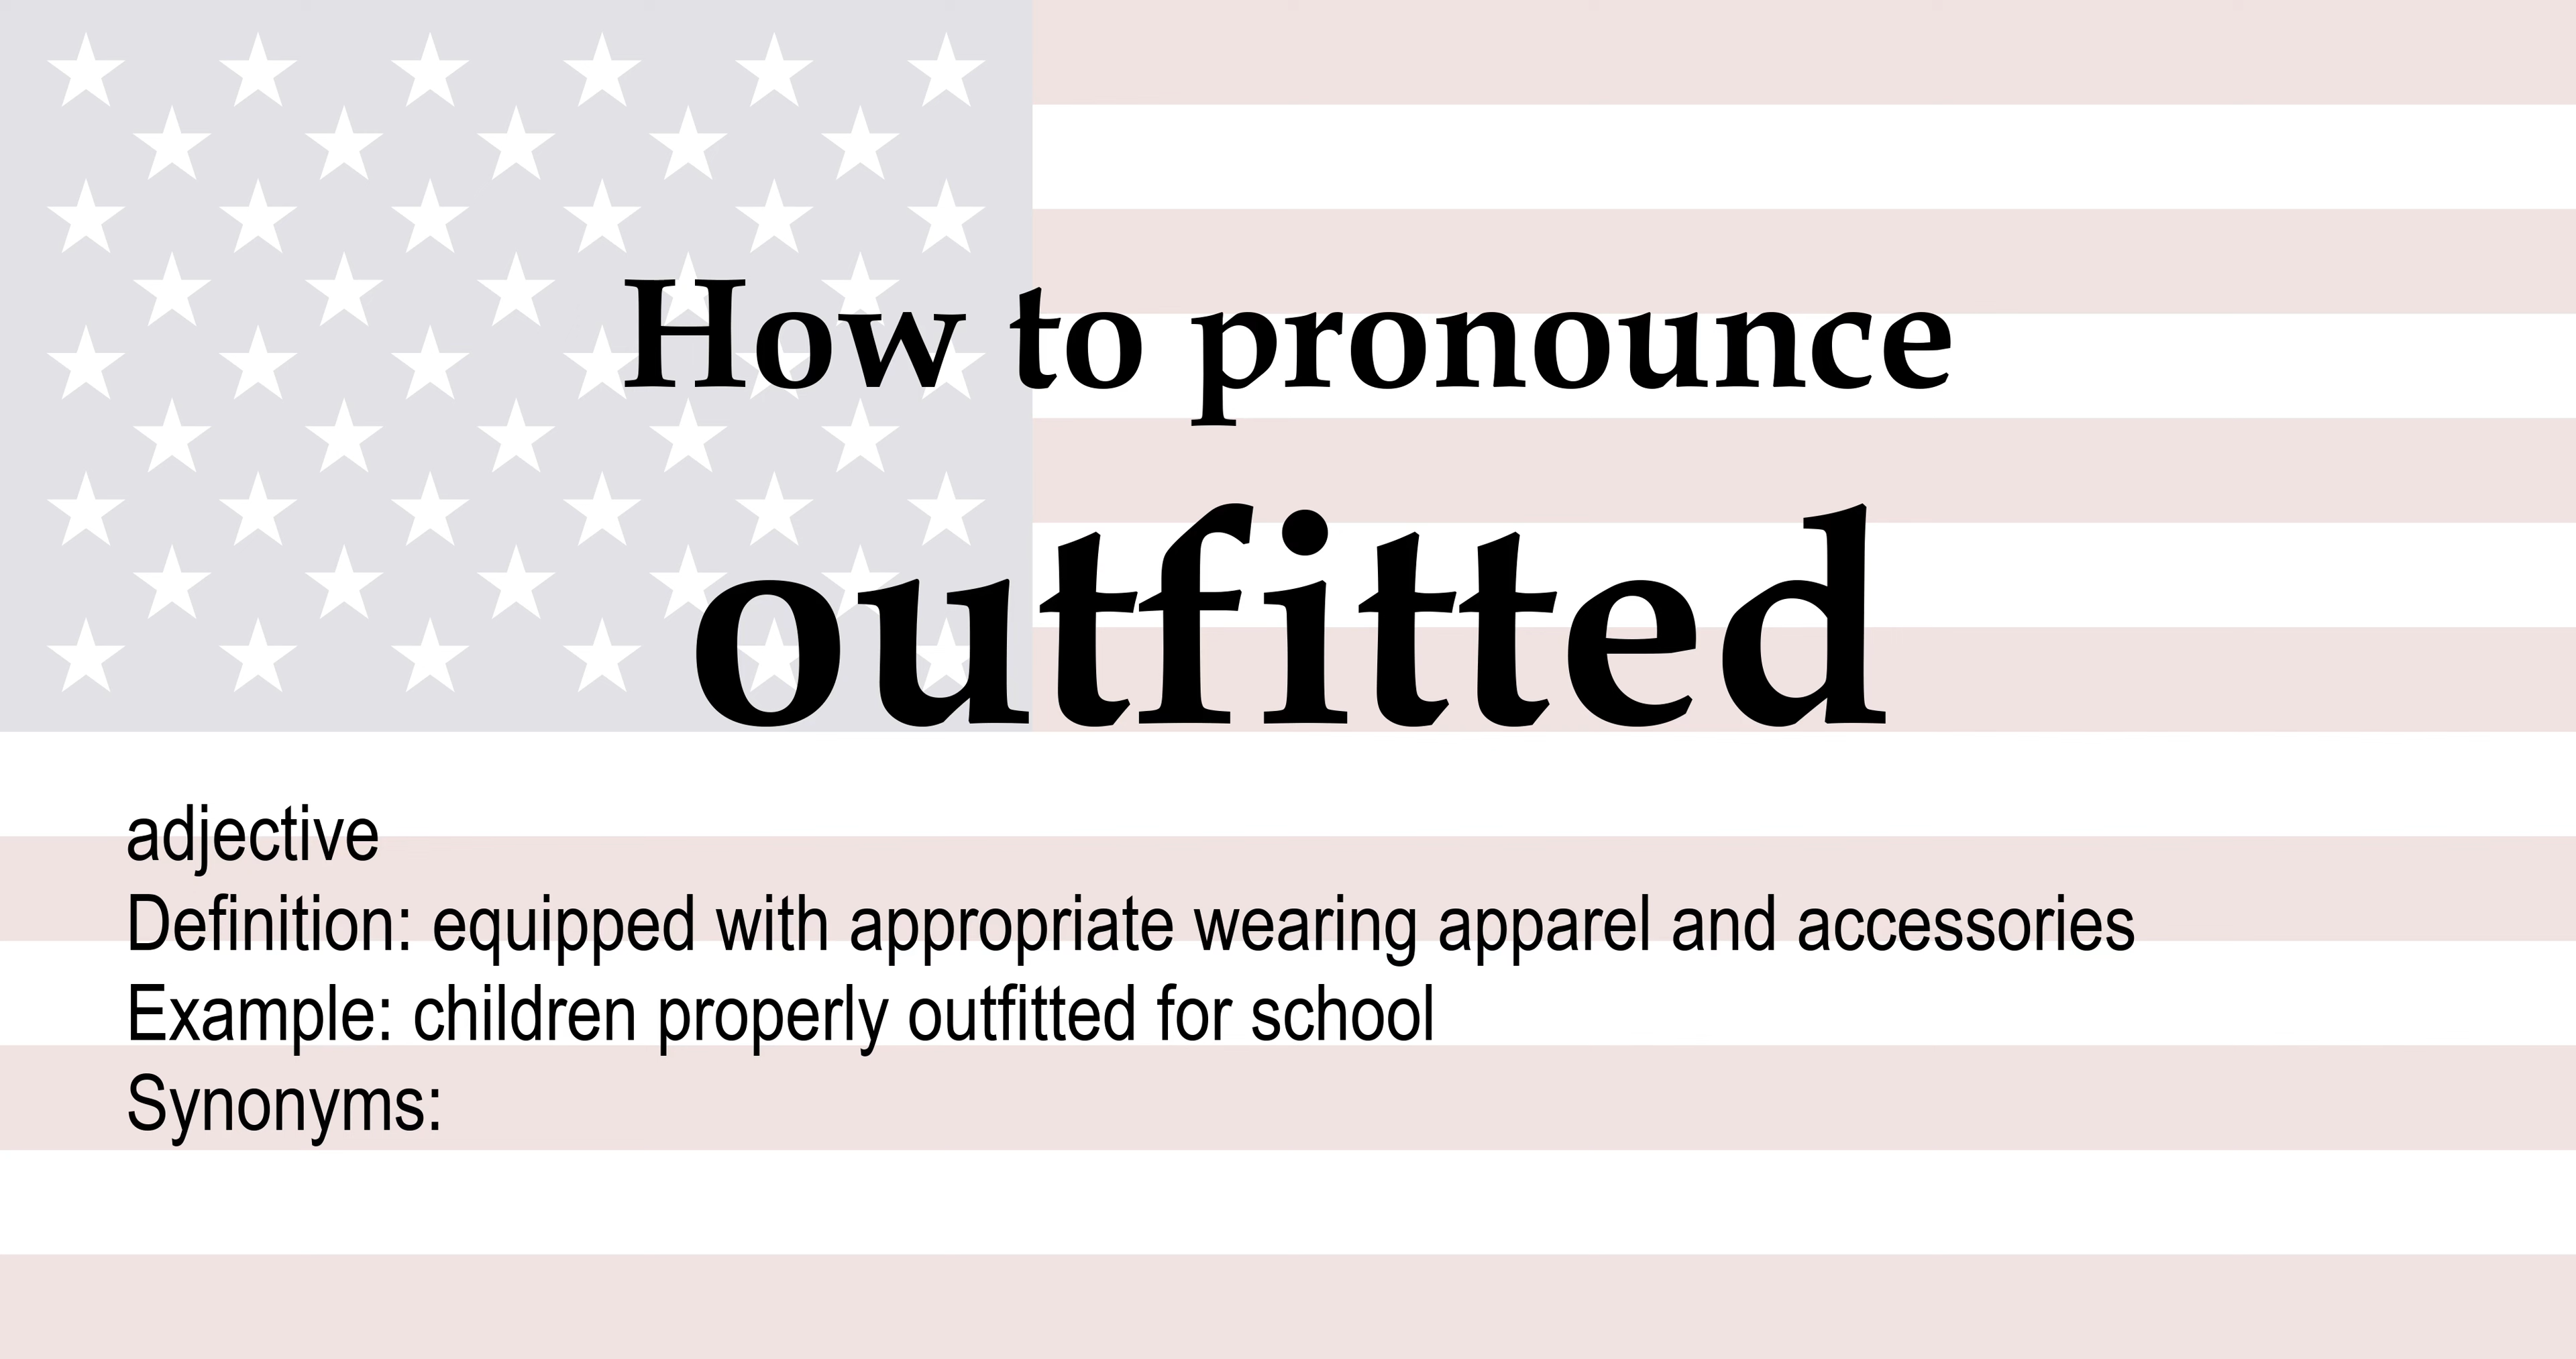 How to pronounce
outfitted
adjective
Definition: equipped with appropriate wearing apparel and accessories
Example: children properly outfitted for school
Synonyms: